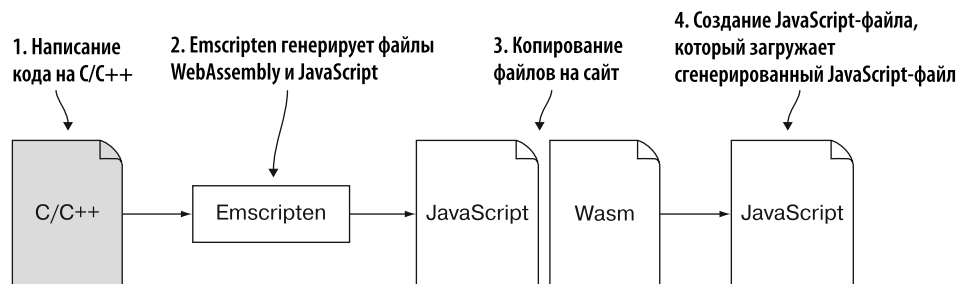 1. Написание
кода на C/C++
2. Emscripten генерирует файлы
WebAssembly и JavaScript
3. Копирование
файлов на сайт
4. Создание JavaScript-файла,
который загружает
сгенерированный JavaScript-файл
C/C++
Emscripten
JavaScript
Wasm
JavaScript